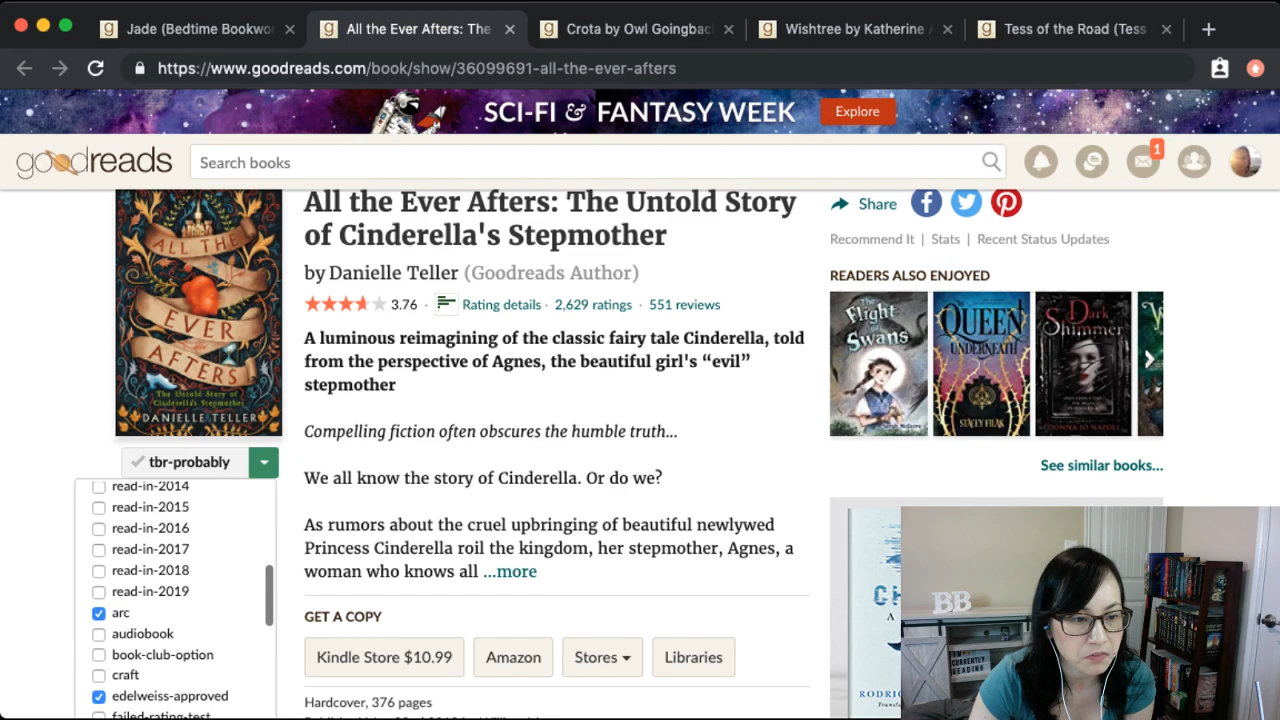 Jade (Bedtime Bookwor
All the Ever Afters: The
Crota by Owl Goingbac
Wishtree by Katherine
Tess of the Road (Tess
https://www.goodreads.com/book/show/36099691-all-the-ever-afters
SCI-FI & FANTASY WEEK
Explore
goodreads
Search books
1
ALL THE
EVER
AFTERS
The Untold Story of
Cinderella's Stepmother
DANIELLE TELLER
tbr-probably
read-in-2014
read-in-2015
read-in-2016
read-in-2017
read-in-2018
read-in-2019
arc
audiobook
book-club-option
craft
edelweiss-approved
failed-rating-test
All the Ever Afters: The Untold Story
of Cinderella's Stepmother
by Danielle Teller (Goodreads Author)
3.76 · Rating details · 2,629 ratings · 551 reviews
A luminous reimagining of the classic fairy tale Cinderella, told
from the perspective of Agnes, the beautiful girl's “evil”
stepmother
Compelling fiction often obscures the humble truth...
We all know the story of Cinderella. Or do we?
As rumors about the cruel upbringing of beautiful newlywed
Princess Cinderella roil the kingdom, her stepmother, Agnes, a
woman who knows all ...more
GET A COPY
Kindle Store $10.99
Amazon
Stores
Libraries
Hardcover, 376 pages
Share
Recommend It | Stats | Recent Status Updates
READERS ALSO ENJOYED
The
Flight
of
Swans
QUEEN
UNDERNEATH
STACEY FILAK
Dark
Shimmer
DONNA JO NAPOLI
See similar books...
CH
A
RODRIG
BB
CURRENTLY
READING